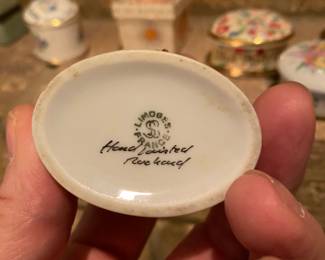 LIMOGES
S
FRANCE
Hand Painted
Rochard